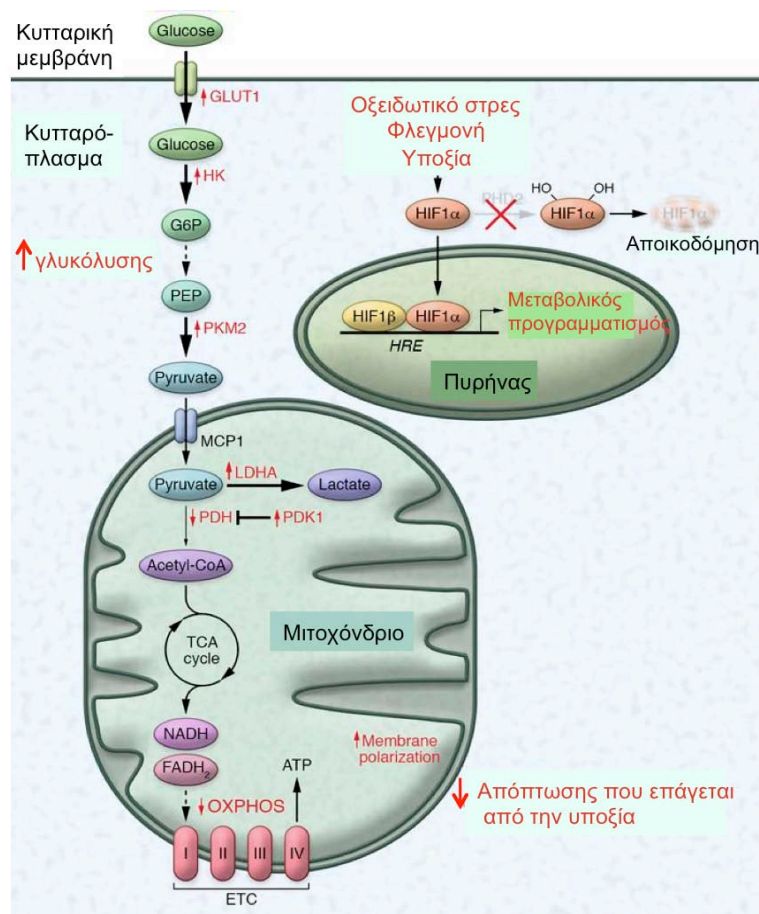 Κυτταρική
μεμβράνη
Glucose
GLUT1
Κυτταρό-
πλασμα
Glucose
HK
G6P
γλυκόλυσης
PEP
PKM2
Pyruvate
MCP1
Οξειδωτικό στρες
Φλεγμονή
Υποξία
HIF1α
PHD2
HO
OH
HIF1α
HIF1α
Αποικοδόμηση
HIF1β
HIF1α
HRE
Μεταβολικός
προγραμματισμός
Πυρήνας
Pyruvate
LDHA
Lactate
PDH
PDK1
Acetyl-CoA
TCA
cycle
Μιτοχόνδριο
NADH
FADH2
OXPHOS
ATP
Membrane
polarization
Απόπτωσης που επάγεται
από την υποξία
I
II
III
IV
ETC